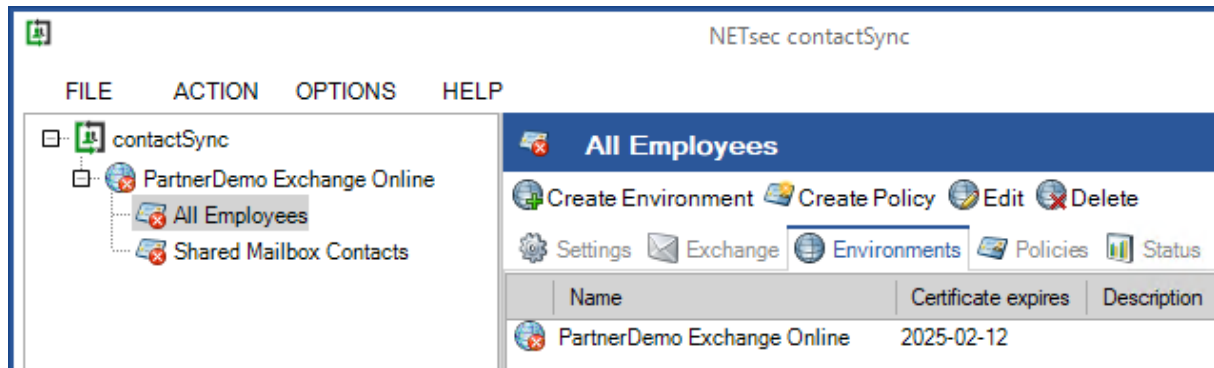 NETsec contactSync
FILE ACTION OPTIONS HELP
contactSync
PartnerDemo Exchange Online
All Employees
Shared Mailbox Contacts
All Employees
Create Environment Create Policy Edit Delete
Settings Exchange Environments Policies Status
Name Certificate expires Description
PartnerDemo Exchange Online 2025-02-12